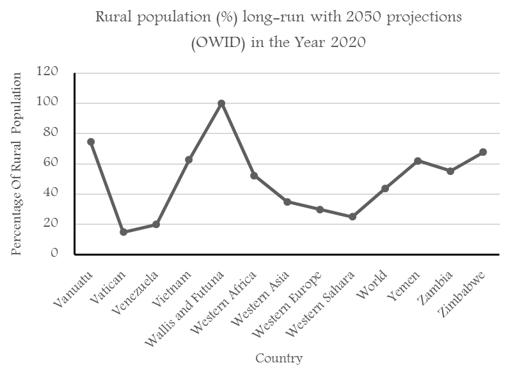 Rural population (%) long-run with 2050 projections
(OWID) in the Year 2020
Percentage Of Rural Population
120
100
80
60
40
20
0
Vanuatu
Vatican
Venezuela
Vietnam
Wallis and Futuna
Western Africa
Western Asia
Western Europe
Western Sahara
World
Yemen
Zambia
Zimbabwe
Country